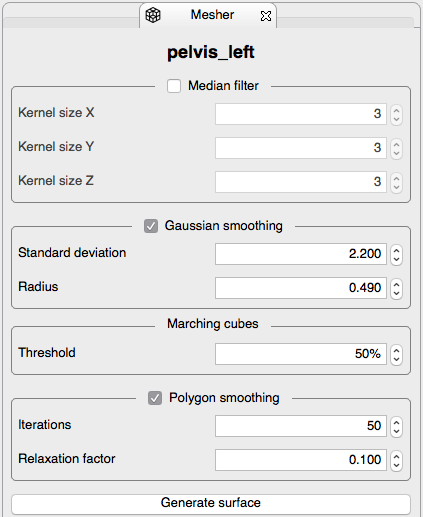 Mesher
pelvis_left
Median filter
Kernel size X 3
Kernel size Y 3
Kernel size Z 3
Gaussian smoothing
Standard deviation 2.200
Radius 0.490
Marching cubes
Threshold 50%
Polygon smoothing
Iterations 50
Relaxation factor 0.100
Generate surface